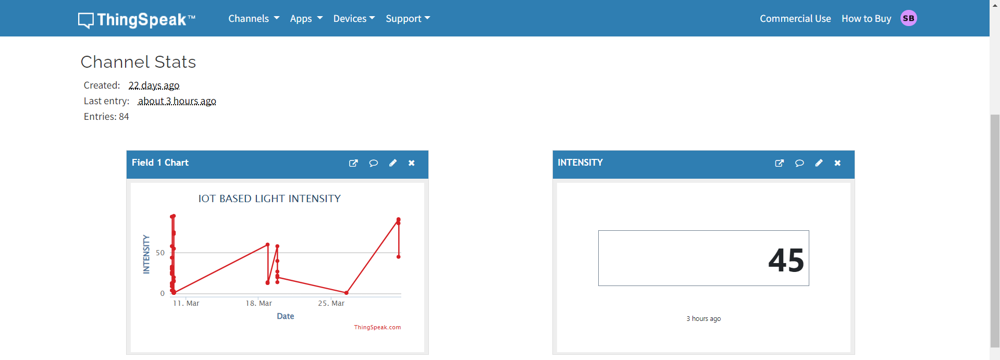 ThingSpeak™ Channels Apps Devices Support Commercial Use How to Buy SB
Channel Stats
Created: 22 days ago
Last entry: about 3 hours ago
Entries: 84
Field 1 Chart
IOT BASED LIGHT INTENSITY
INTENSITY
50
0
11. Mar 18. Mar 25. Mar
Date
ThingSpeak.com
INTENSITY
45
3 hours ago